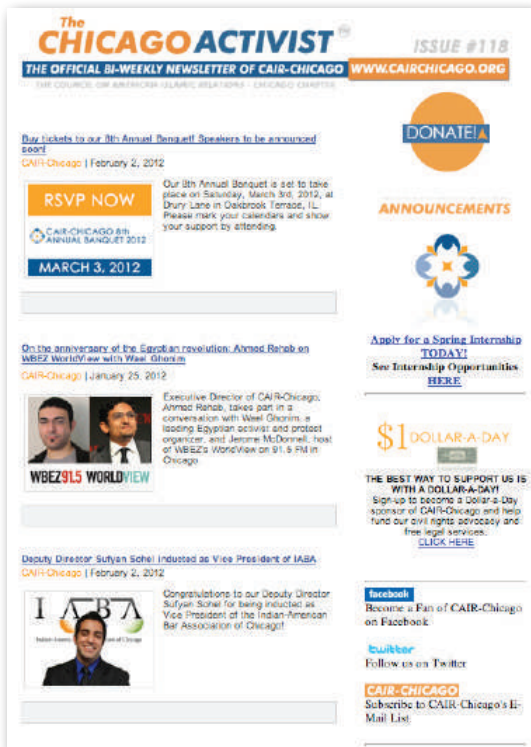 The
CHICAGO ACTIVIST
ISSUE #118
THE OFFICIAL BI-WEEKLY NEWSLETTER OF CAIR-CHICAGO
WWW.CAIRCHICAGO.ORG
THE COUNCIL ON AMERICAN-ISLAMIC RELATIONS - CHICAGO CHAPTER
Buy tickets to our 8th Annual Banquet! Speakers to be announced
soon!
CAIR-Chicago | February 2, 2012
RSVP NOW
CAIR-CHICAGO 8th
ANNUAL BANQUET 2012
MARCH 3, 2012
Our 8th Annual Banquet is set to take
place on Saturday, March 3rd, 2012, at
Drury Lane in Oakbrook Terrace, IL.
Please mark your calendars and show
your support by attending.
On the anniversary of the Egyptian revolution: Ahmed Rehab on
WBEZ WorldView with Wael Ghonim
CAIR-Chicago | January 25, 2012
WBEZ91.5 WORLDVIEW
Executive Director of CAIR-Chicago,
Ahmed Rehab, takes part in a
conversation with Wael Ghonim, a
leading Egyptian activist and protest
organizer, and Jerome McDonnell, host
of WBEZ's WorldView on 91.5 FM in
Chicago
Deputy Director Sufyan Sohel inducted as Vice President of IABA
CAIR-Chicago | February 2, 2012
IABA
Indian-American
Bar Association of Chicago
Congratulations to our Deputy Director
Sufyan Sohel for being inducted as
Vice President of the Indian-American
Bar Association of Chicago!
DONATE!
ANNOUNCEMENTS
Apply for a Spring Internship
TODAY!
See Internship Opportunities
HERE
$1 DOLLAR-A-DAY
THE BEST WAY TO SUPPORT US IS
WITH A DOLLAR-A-DAY!
Sign-up to become a Dollar-a-Day
sponsor of CAIR-Chicago and help
fund our civil rights advocacy and
free legal services.
CLICK HERE
facebook
Become a Fan of CAIR-Chicago
on Facebook
twitter
Follow us on Twitter
CAIR-CHICAGO
Subscribe to CAIR-Chicago's E-
Mail List